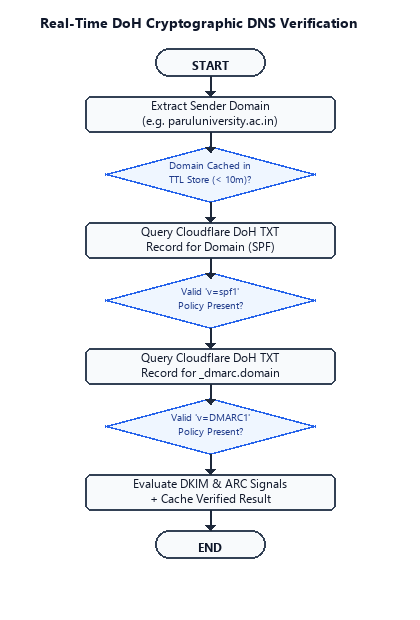 Real-Time DoH Cryptographic DNS Verification
START
Extract Sender Domain
(e.g. paruluniversity.ac.in)
Domain Cached in
TTL Store (< 10m)?
Query Cloudflare DoH TXT
Record for Domain (SPF)
Valid 'v=spf1'
Policy Present?
Query Cloudflare DoH TXT
Record for _dmarc.domain
Valid 'v=DMARC1'
Policy Present?
Evaluate DKIM & ARC Signals
+ Cache Verified Result
END